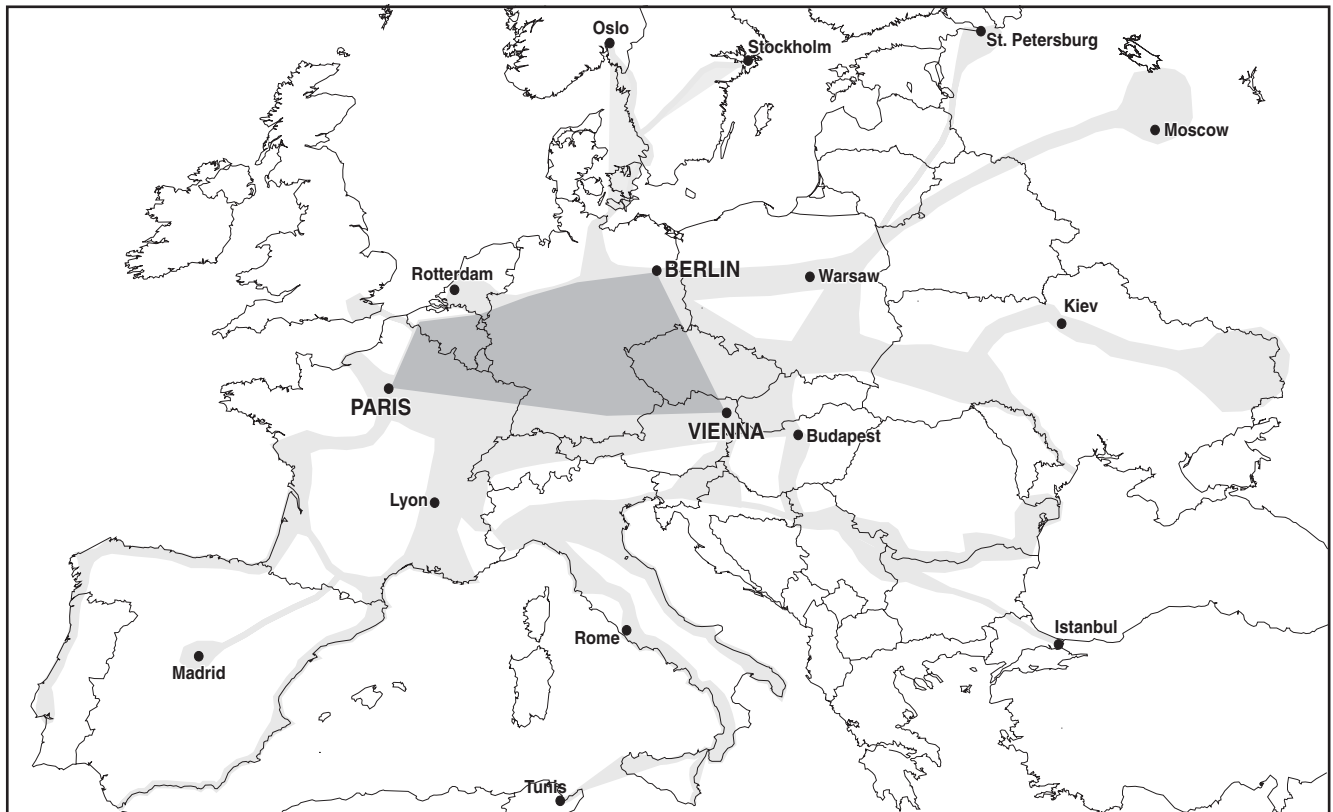 Oslo
Stockholm
St. Petersburg
Moscow
Rotterdam
BERLIN
Warsaw
Kiev
PARIS
VIENNA
Budapest
Lyon
Rome
Istanbul
Madrid
Tunis